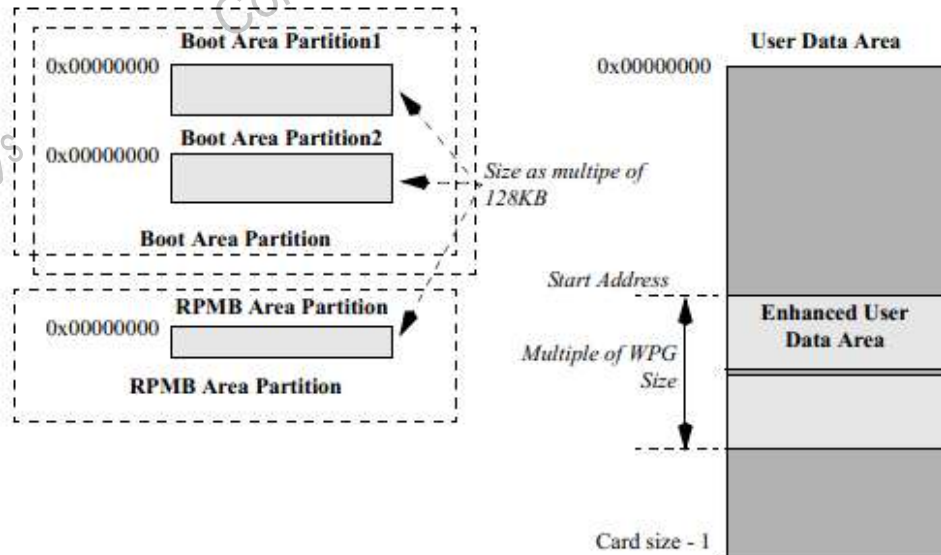 Boot Area Partition1
0x00000000
Boot Area Partition2
0x00000000
Size as multipe of
128KB
Boot Area Partition
RPMB Area Partition
0x00000000
RPMB Area Partition
User Data Area
0x00000000
Start Address
Enhanced User
Data Area
Multiple of WPG
Size
Card size - 1